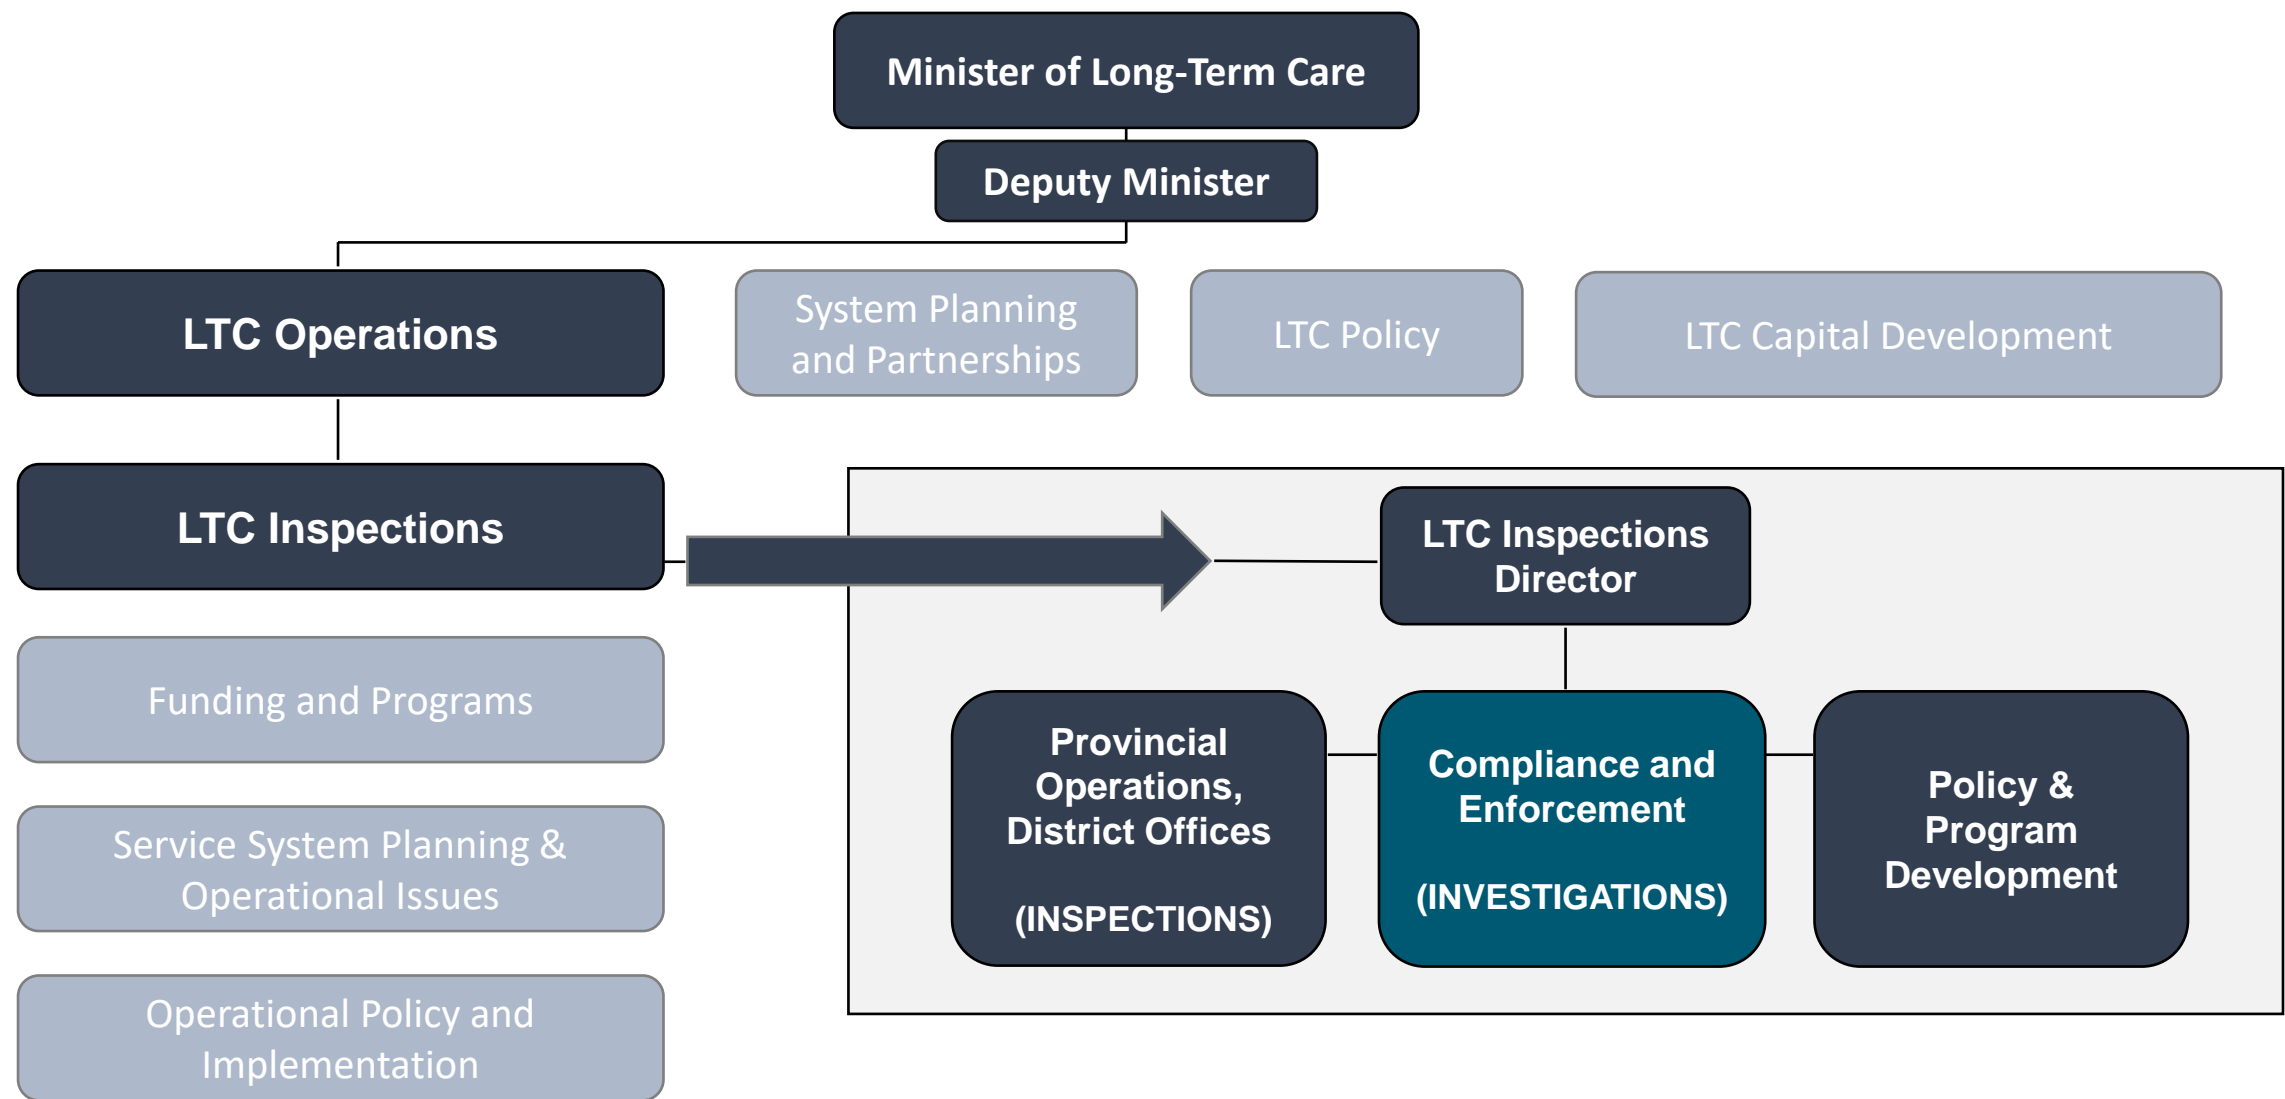 Minister of Long-Term Care
Deputy Minister
LTC Operations
System Planning
and Partnerships
LTC Policy
LTC Capital Development
LTC Inspections
LTC Inspections
Director
Funding and Programs
Service System Planning &
Operational Issues
Operational Policy and
Implementation
Provincial
Operations,
District Offices
(INSPECTIONS)
Compliance and
Enforcement
(INVESTIGATIONS)
Policy &
Program
Development